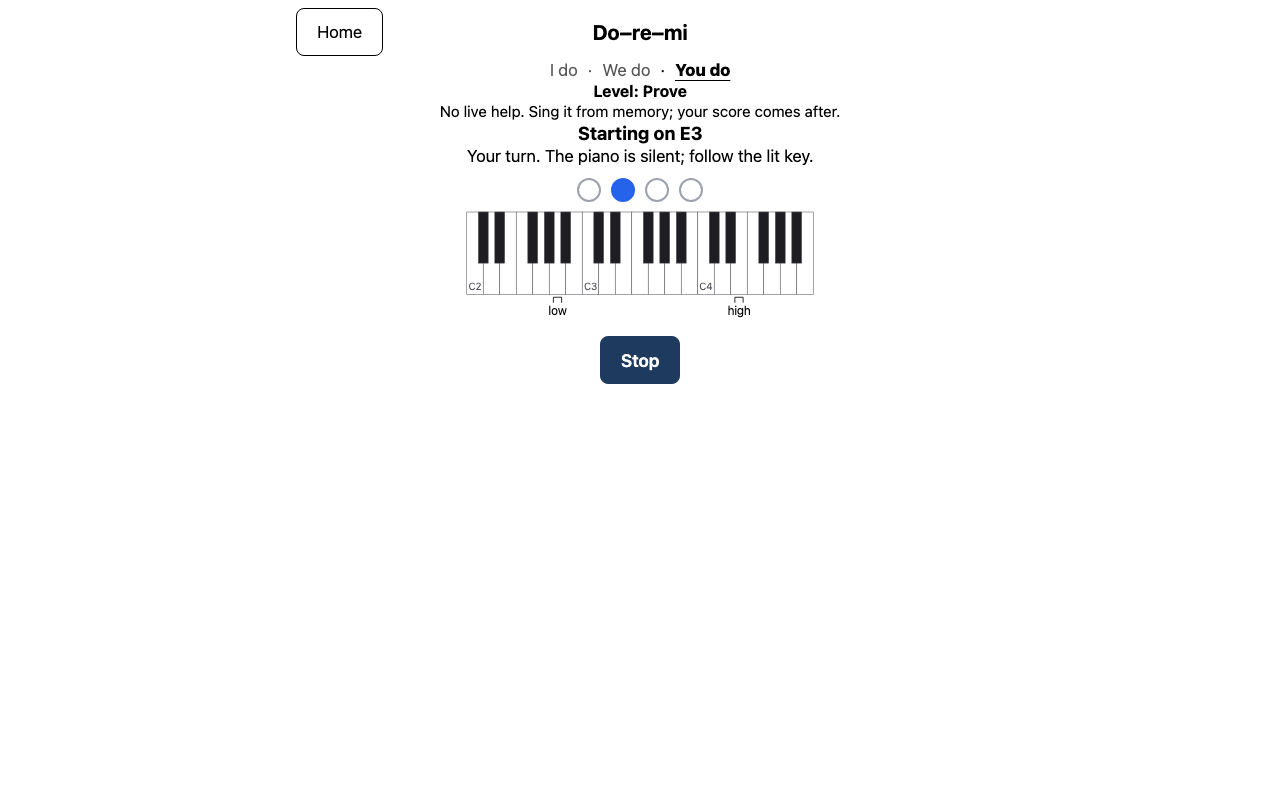 Home
Do–re–mi
I do · We do · You do
Level: Prove
No live help. Sing it from memory; your score comes after.
Starting on E3
Your turn. The piano is silent; follow the lit key.
C2 C3 C4
low high
Stop